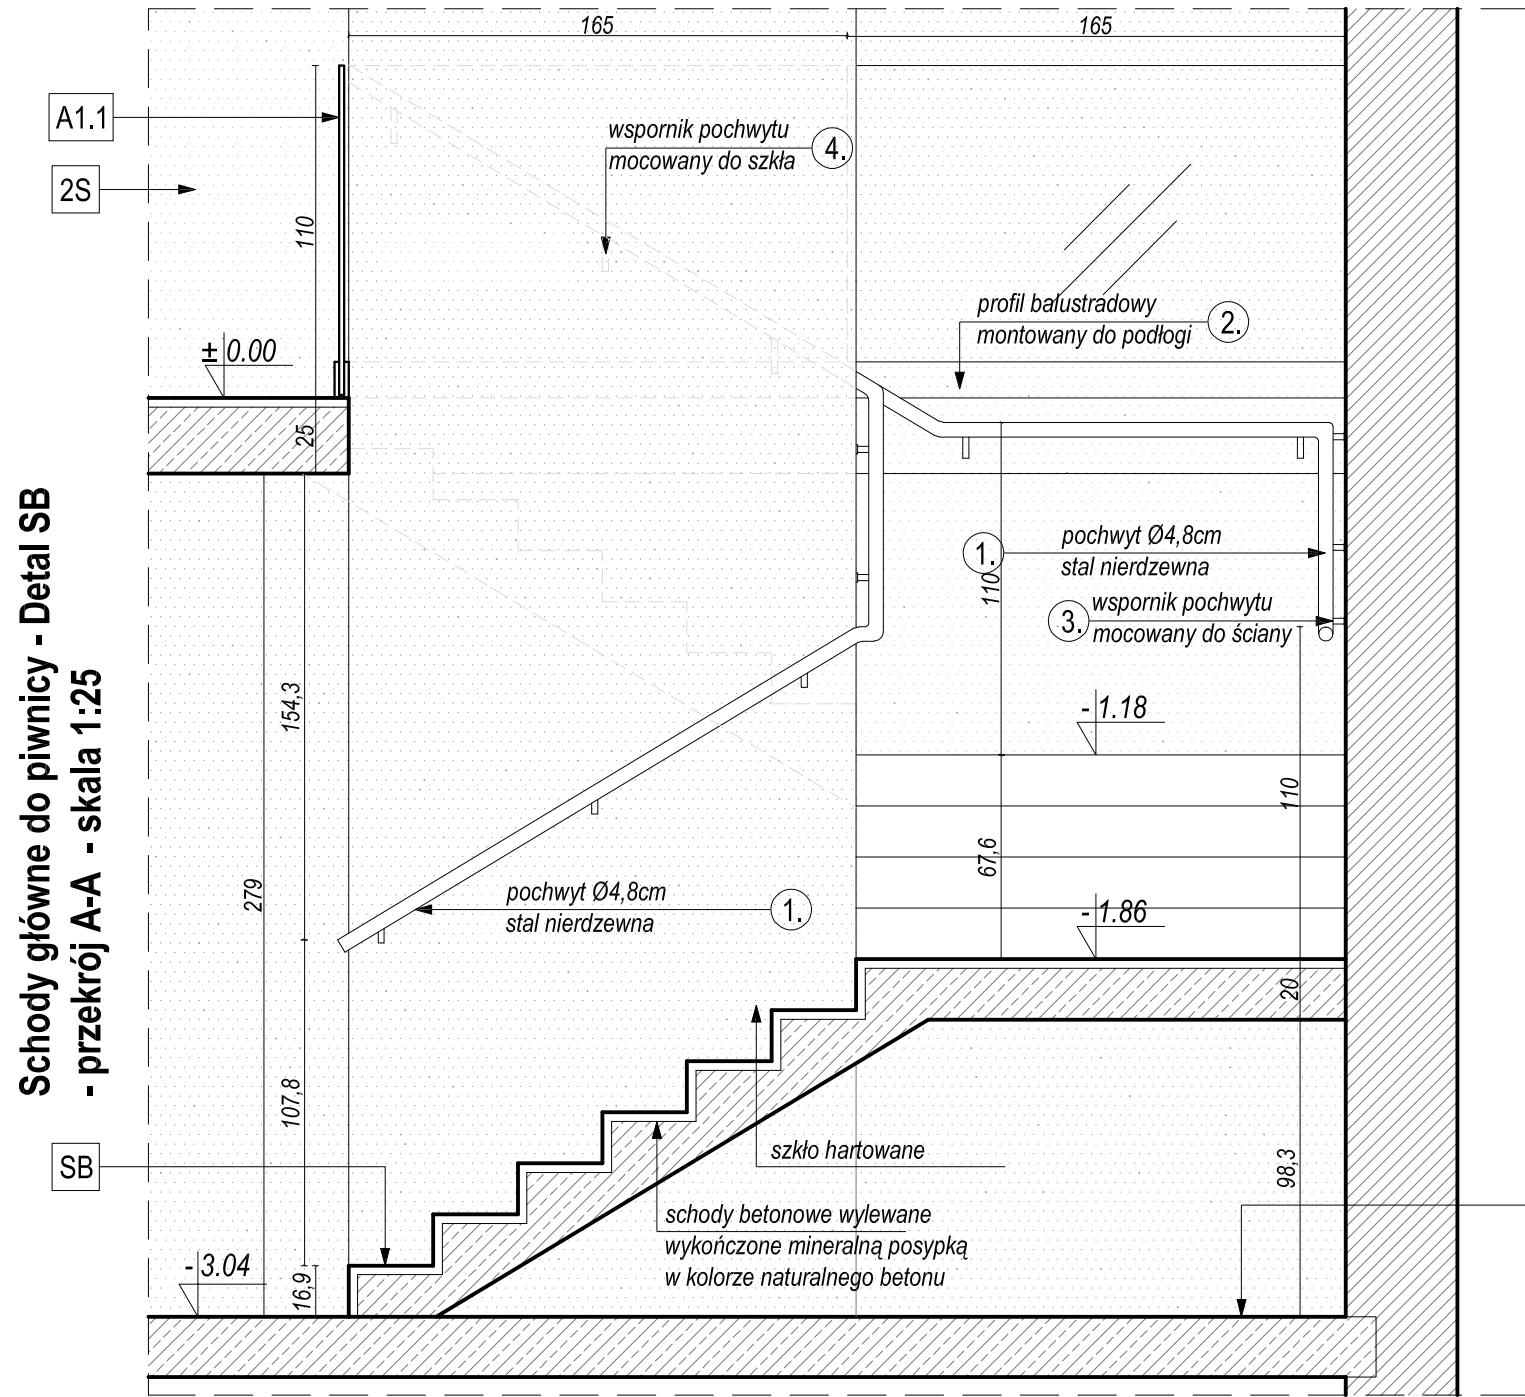 165
165
A1.1
2S
110
wspornik pochwytu
mocowany do szkła
4.
profil balustradowy
montowany do podłogi
2.
± 0.00
25
Schody główne do piwnicy - Detal SB
- przekrój A-A - skala 1:25
1.
pochwyt Ø4,8cm
stal nierdzewna
110
3.
wspornik pochwytu
mocowany do ściany
154,3
- 1.18
110
67,6
279
pochwyt Ø4,8cm
stal nierdzewna
1.
- 1.86
20
107,8
szkło hartowane
98,3
SB
schody betonowe wylewane
wykończone mineralną posypką
w kolorze naturalnego betonu
- 3.04
16,9